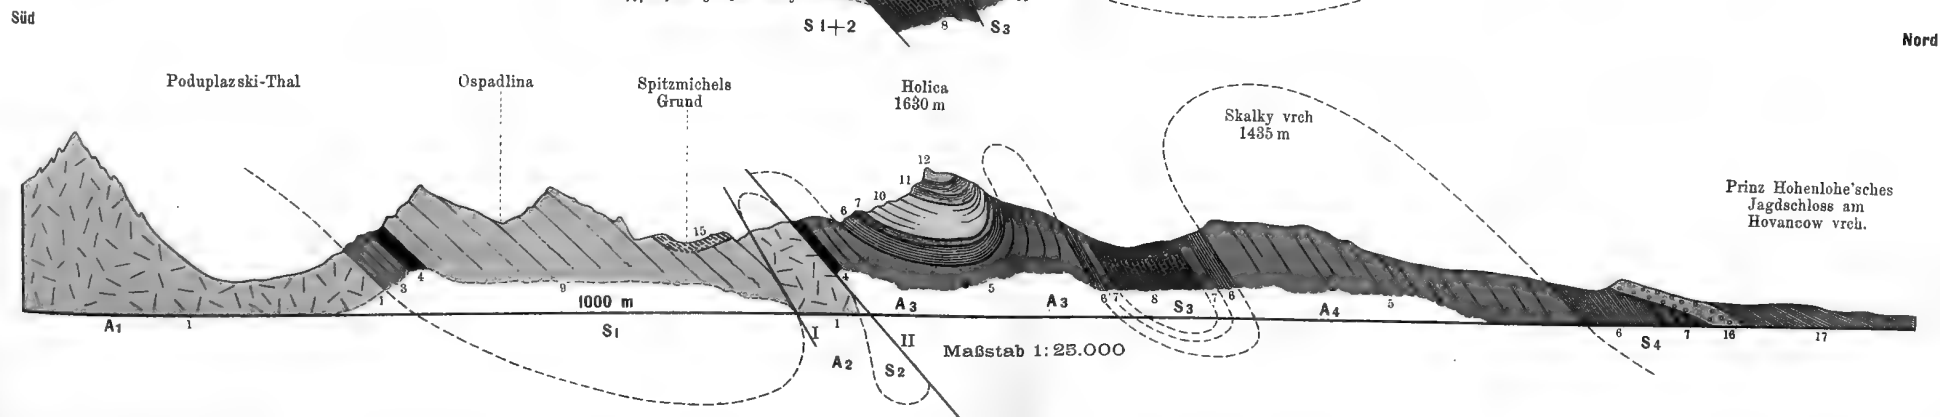 Süd
S 1+2
8
S3
Nord
Poduplazski-Thal
Ospadlina
Spitzmichels
Grund
Holica
1630 m
Skalky vrch
1435 m
Prinz Hohenlohe'sches
Jagdschloss am
Hovancow vrch.
12
11
10
7
6
15
4
3
1
9
1000 m
4
5
A3
A3
6
7
8
S3
7
6
A4
5
A1
1
S1
I
1
II
A2
S2
Maßstab 1:25.000
6
S4
7
16
17